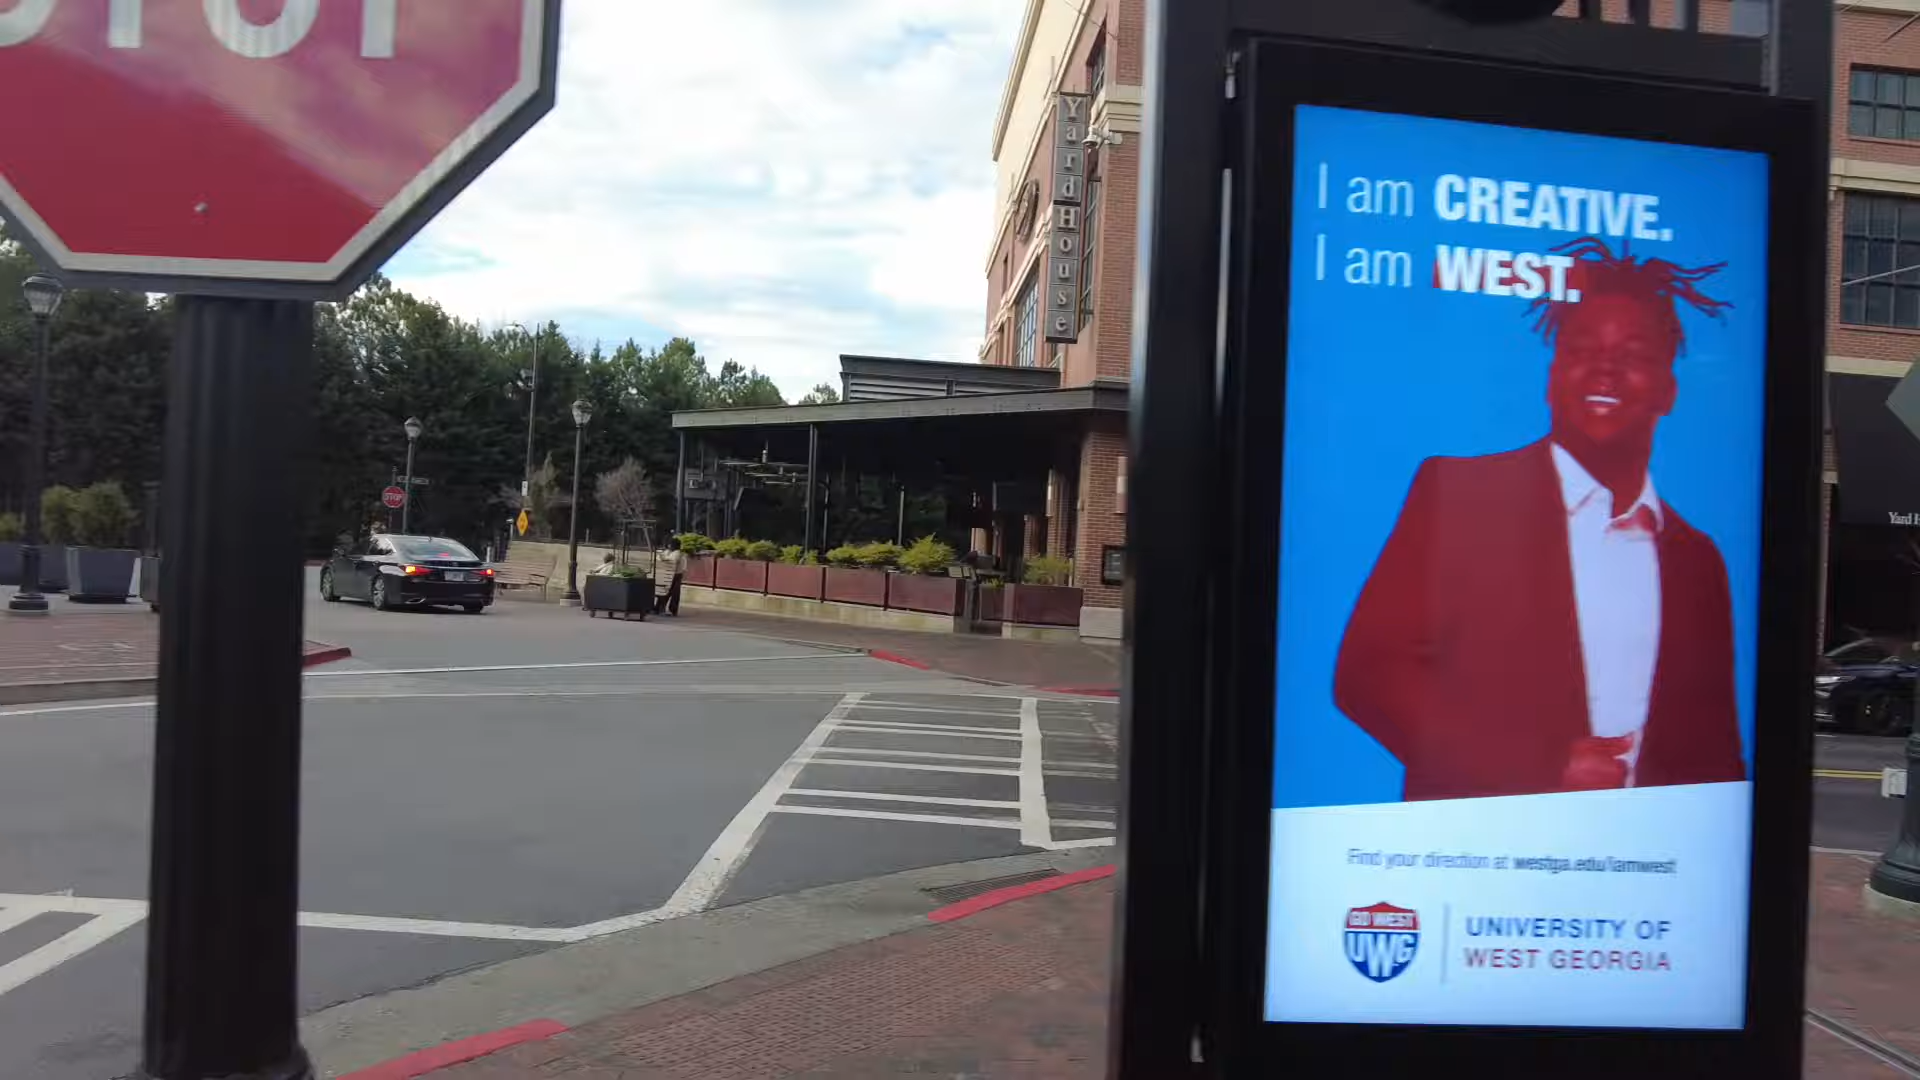 STOP
Yard House
I am CREATIVE.
I am WEST.
Find your direction at westga.edu/iamwest
GO WEST
UWG
UNIVERSITY OF
WEST GEORGIA
STOP